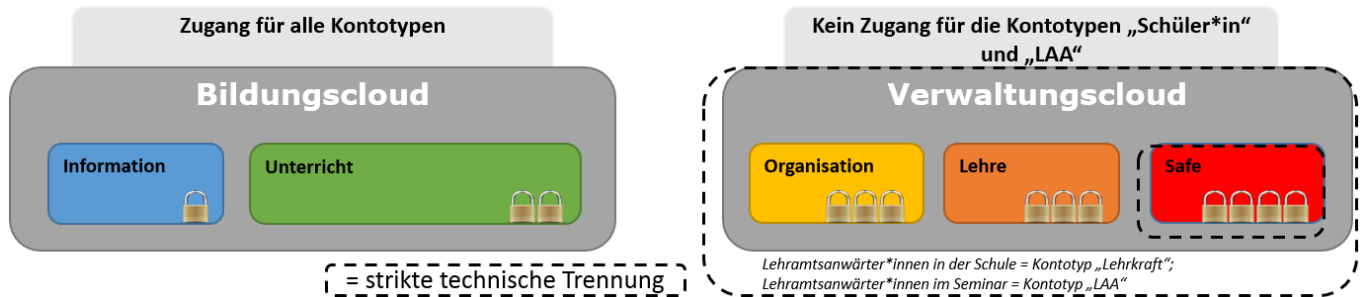 Zugang für alle Kontotypen
Bildungscloud
Information
Unterricht
Kein Zugang für die Kontotypen „Schüler*in“
und „LAA“
Verwaltungscloud
Organisation
Lehre
Safe
= strikte technische Trennung
Lehramtsanwärter*innen in der Schule = Kontotyp „Lehrkraft“;
Lehramtsanwärter*innen im Seminar = Kontotyp „LAA“